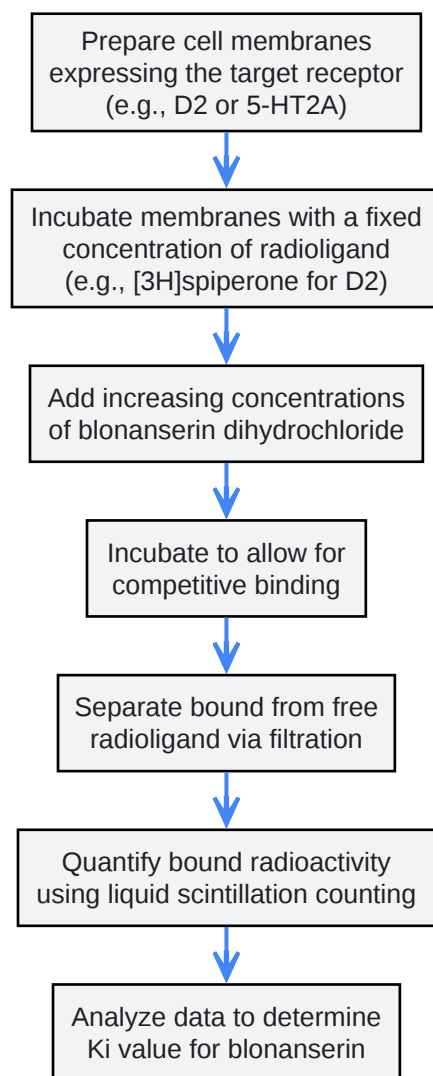 Prepare cell membranes
expressing the target receptor
(e.g., D2 or 5-HT2A)
Incubate membranes with a fixed
concentration of radioligand
(e.g., [3H]spiperone for D2)
Add increasing concentrations
of blonanserin dihydrochloride
Incubate to allow for
competitive binding
Separate bound from free
radioligand via filtration
Quantify bound radioactivity
using liquid scintillation counting
Analyze data to determine
Ki value for blonanserin